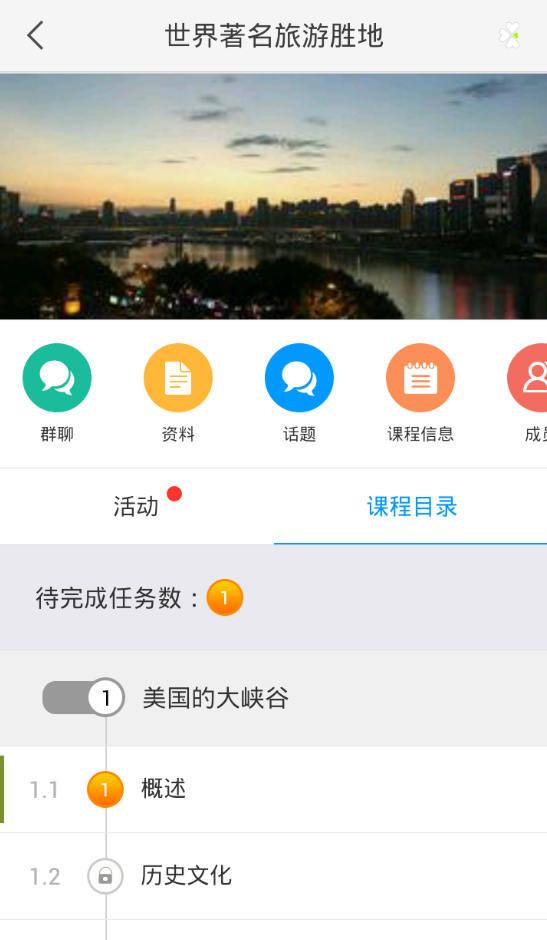 世界著名旅游胜地
群聊
资料
话题
课程信息
成员
活动
课程目录
待完成任务数：1
1 美国的大峡谷
1.1 1 概述
1.2 历史文化